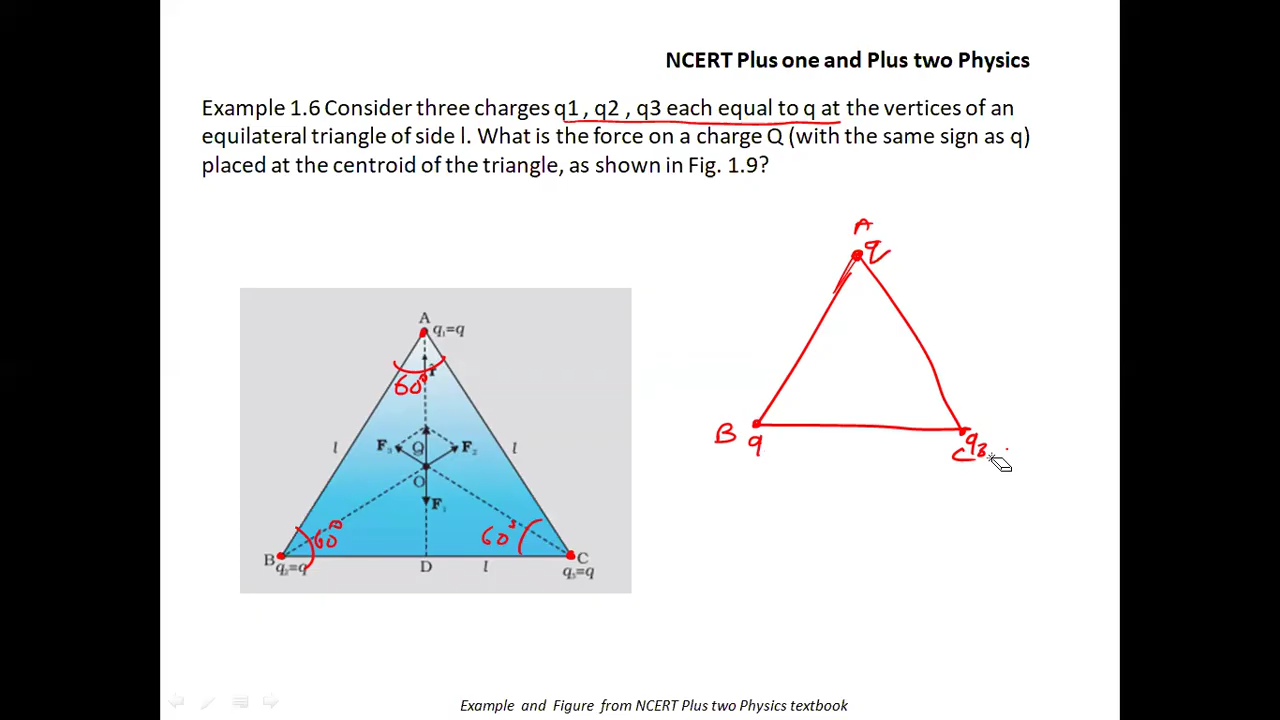 NCERT Plus one and Plus two Physics
Example 1.6 Consider three charges q1 , q2 , q3 each equal to q at the vertices of an
equilateral triangle of side l. What is the force on a charge Q (with the same sign as q)
placed at the centroid of the triangle, as shown in Fig. 1.9?
A
q₁=q
60°
r̂
l
l
F₃
Q
F₂
O
F₁
60°
60°
B
q₂=q
D
l
C
q₃=q
A
q
B
q
q3
C
Example and Figure from NCERT Plus two Physics textbook